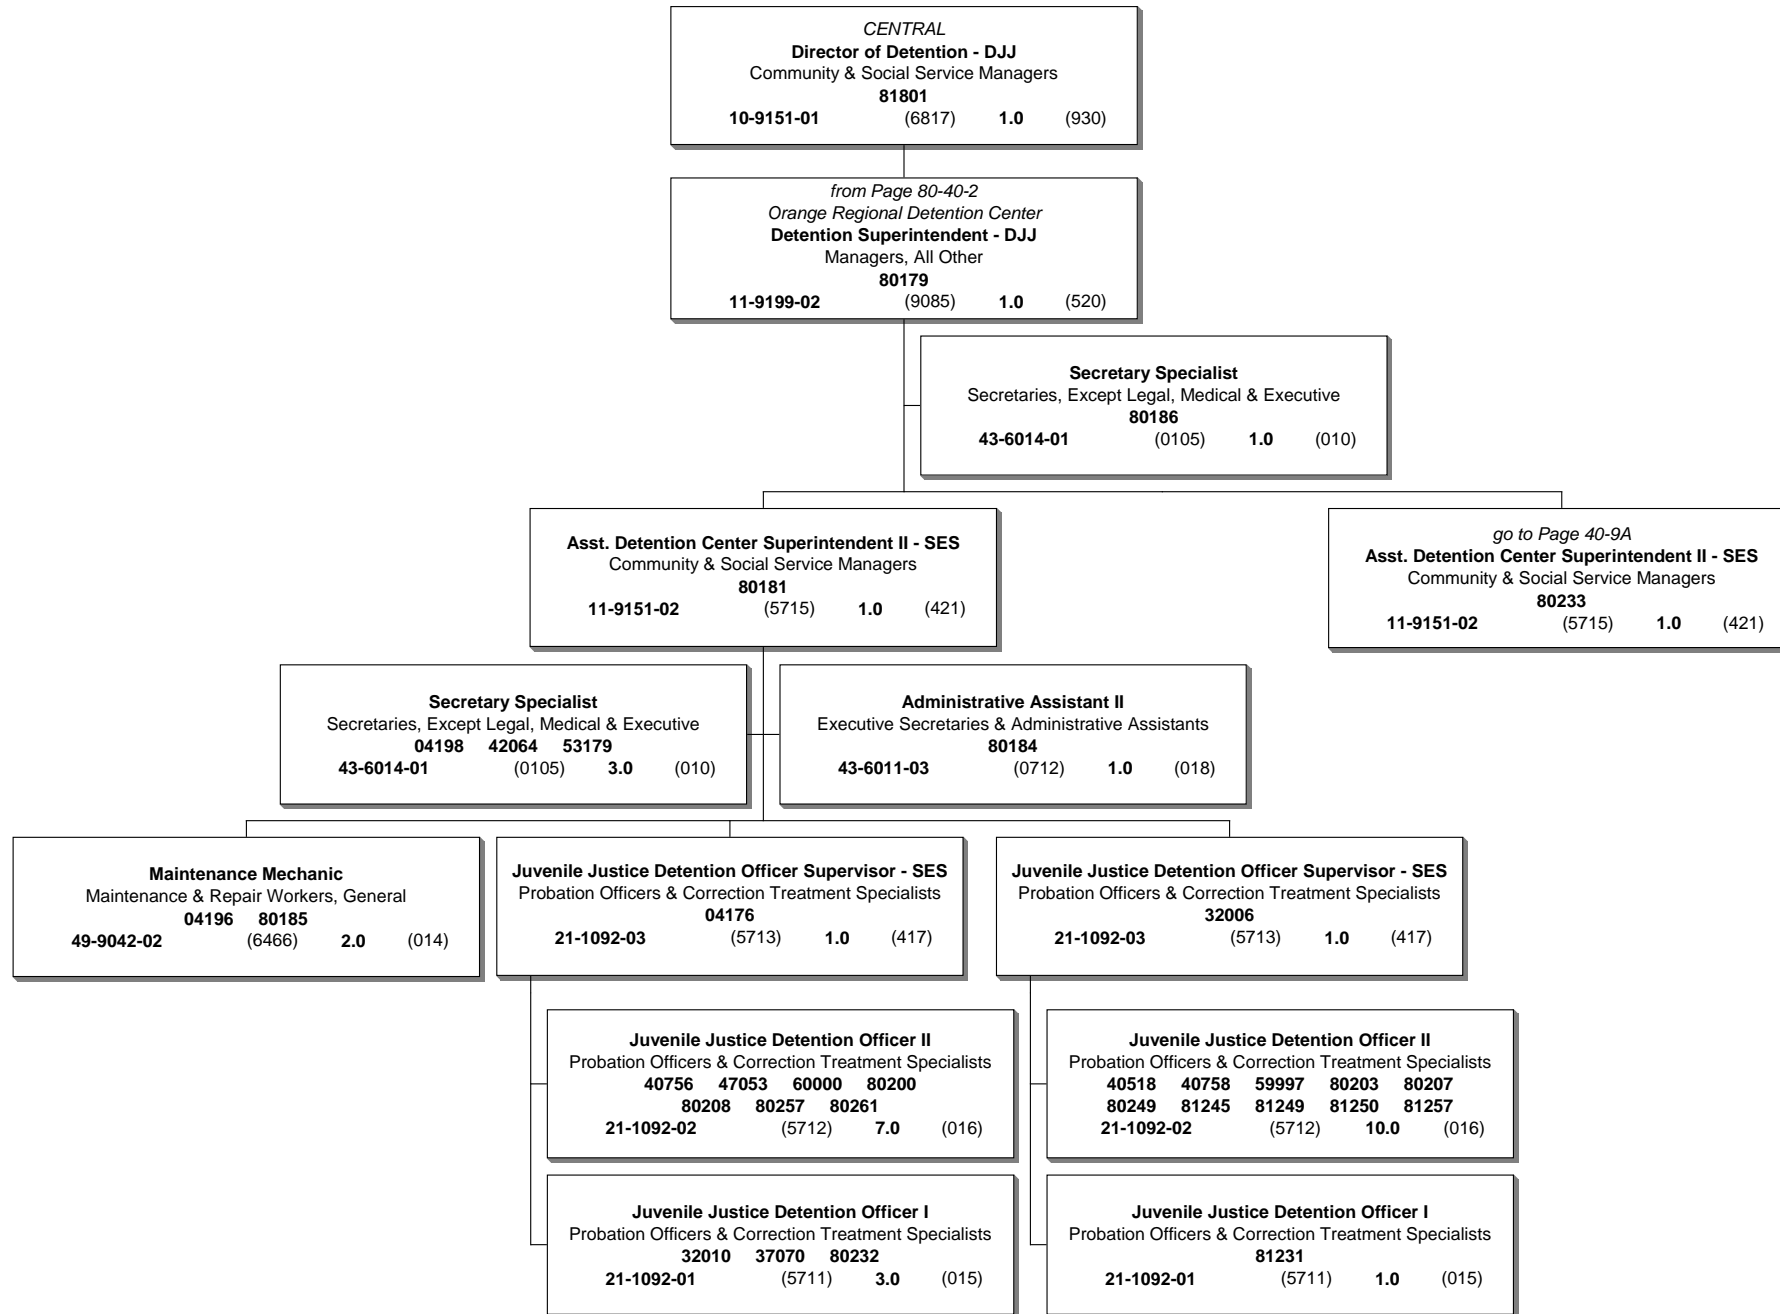 CENTRAL
Director of Detention - DJJ
Community & Social Service Managers
81801
10-9151-01 (6817) 1.0 (930)
from Page 80-40-2
Orange Regional Detention Center
Detention Superintendent - DJJ
Managers, All Other
80179
11-9199-02 (9085) 1.0 (520)
Secretary Specialist
Secretaries, Except Legal, Medical & Executive
80186
43-6014-01 (0105) 1.0 (010)
Asst. Detention Center Superintendent II - SES
Community & Social Service Managers
80181
11-9151-02 (5715) 1.0 (421)
go to Page 40-9A
Asst. Detention Center Superintendent II - SES
Community & Social Service Managers
80233
11-9151-02 (5715) 1.0 (421)
Secretary Specialist
Secretaries, Except Legal, Medical & Executive
04198 42064 53179
43-6014-01 (0105) 3.0 (010)
Administrative Assistant II
Executive Secretaries & Administrative Assistants
80184
43-6011-03 (0712) 1.0 (018)
Maintenance Mechanic
Maintenance & Repair Workers, General
04196 80185
49-9042-02 (6466) 2.0 (014)
Juvenile Justice Detention Officer Supervisor - SES
Probation Officers & Correction Treatment Specialists
04176
21-1092-03 (5713) 1.0 (417)
Juvenile Justice Detention Officer Supervisor - SES
Probation Officers & Correction Treatment Specialists
32006
21-1092-03 (5713) 1.0 (417)
Juvenile Justice Detention Officer II
Probation Officers & Correction Treatment Specialists
40756 47053 60000 80200
80208 80257 80261
21-1092-02 (5712) 7.0 (016)
Juvenile Justice Detention Officer II
Probation Officers & Correction Treatment Specialists
40518 40758 59997 80203 80207
80249 81245 81249 81250 81257
21-1092-02 (5712) 10.0 (016)
Juvenile Justice Detention Officer I
Probation Officers & Correction Treatment Specialists
32010 37070 80232
21-1092-01 (5711) 3.0 (015)
Juvenile Justice Detention Officer I
Probation Officers & Correction Treatment Specialists
81231
21-1092-01 (5711) 1.0 (015)